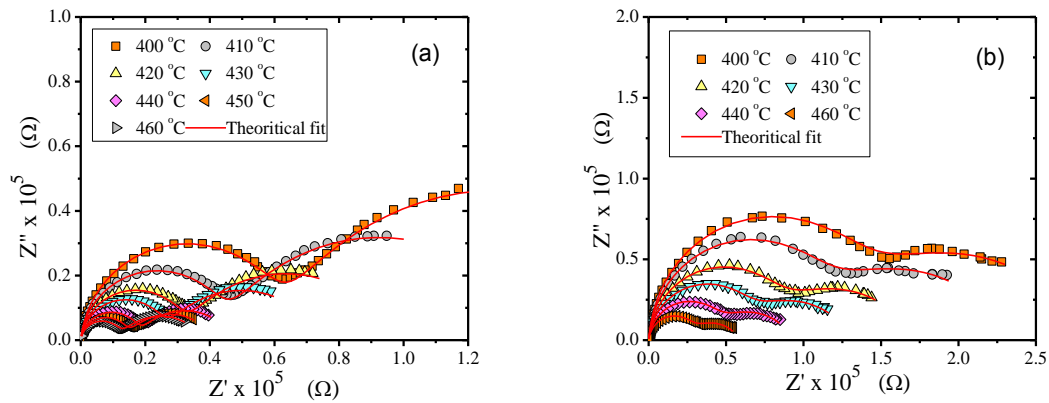 1.0
0.8
0.6
0.4
0.2
0.0
0.0 0.2 0.4 0.6 0.8 1.0 1.2
Z'' x 10^5 (Ω)
Z' x 10^5 (Ω)
(a)
400 °C 410 °C
420 °C 430 °C
440 °C 450 °C
460 °C Theoritical fit
2.0
1.5
1.0
0.5
0.0
0.0 0.5 1.0 1.5 2.0 2.5
Z'' x 10^5 (Ω)
Z' x 10^5 (Ω)
(b)
400 °C 410 °C
420 °C 430 °C
440 °C 460 °C
Theoritical fit